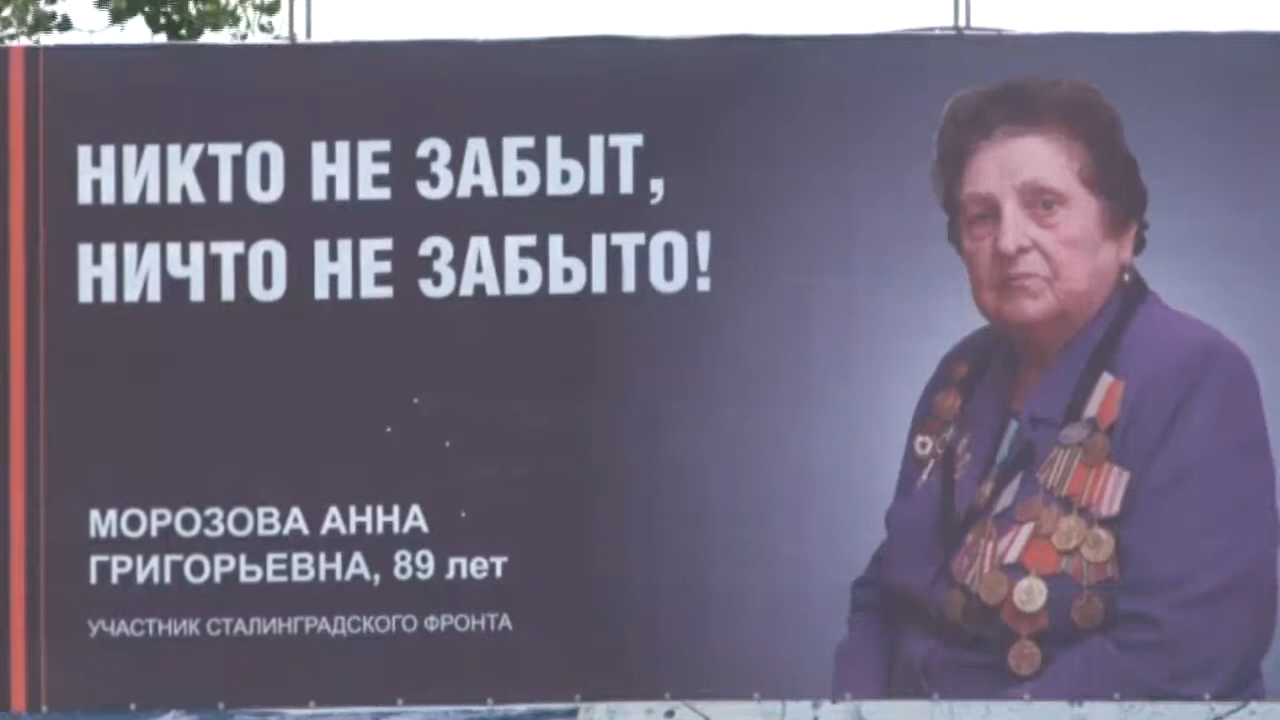 НИКТО НЕ ЗАБЫТ,
НИЧТО НЕ ЗАБЫТО!
МОРОЗОВА АННА
ГРИГОРЬЕВНА, 89 лет
УЧАСТНИК СТАЛИНГРАДСКОГО ФРОНТА